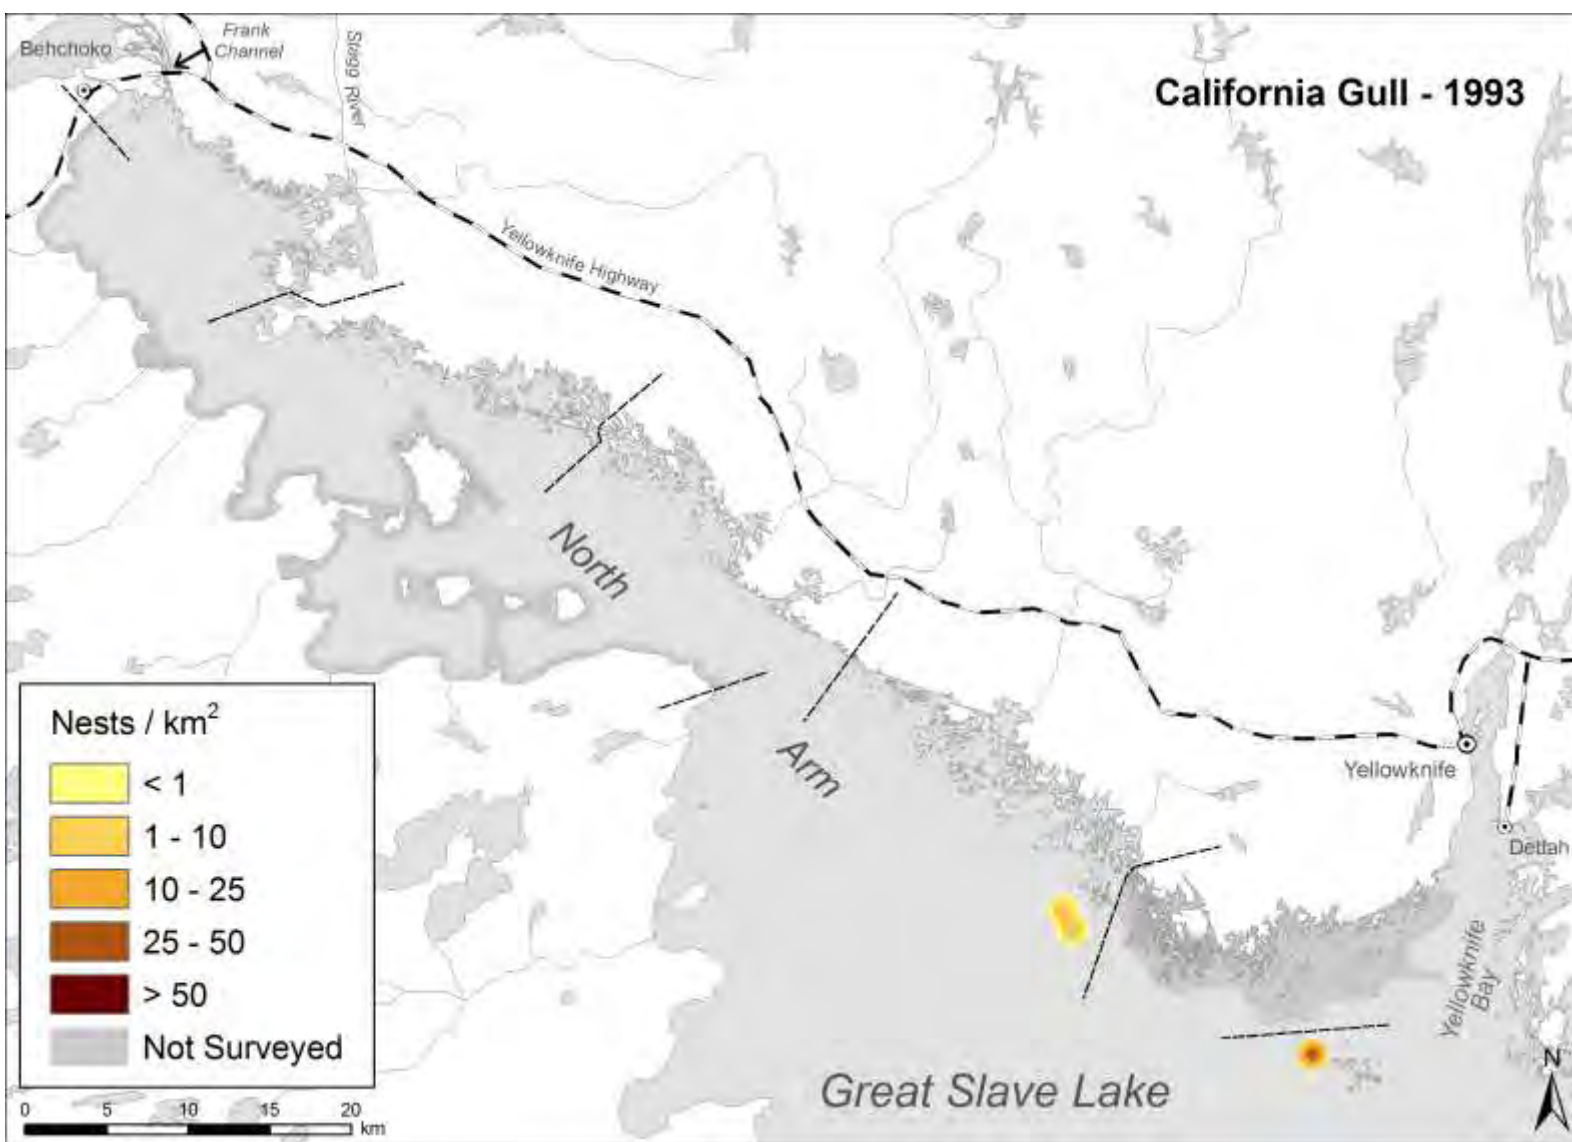 Behchoko
Frank
Channel
Stagg River
California Gull - 1993
Yellowknife Highway
North
Arm
Yellowknife
Dettah
Yellowknife
Bay
Great Slave Lake
N
Nests / km²
< 1
1 - 10
10 - 25
25 - 50
> 50
Not Surveyed
0 5 10 15 20
km